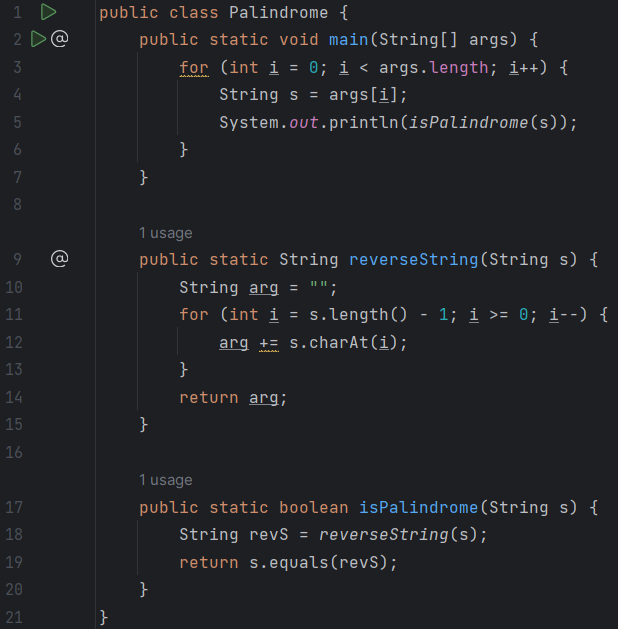 1 public class Palindrome {
2 @ public static void main(String[] args) {
3 for (int i = 0; i < args.length; i++) {
4 String s = args[i];
5 System.out.println(isPalindrome(s));
6 }
7 }
8
1 usage
9 @ public static String reverseString(String s) {
10 String arg = "";
11 for (int i = s.length() - 1; i >= 0; i--) {
12 arg += s.charAt(i);
13 }
14 return arg;
15 }
16
1 usage
17 public static boolean isPalindrome(String s) {
18 String revS = reverseString(s);
19 return s.equals(revS);
20 }
21 }